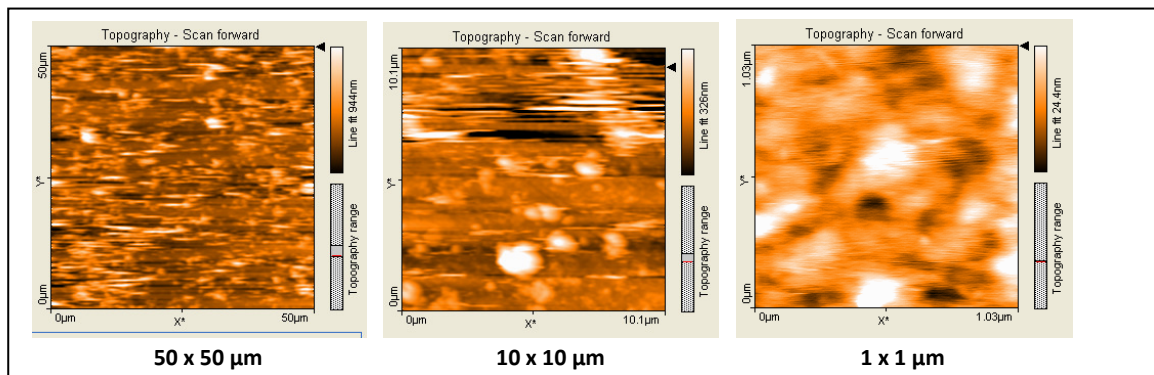 Topography - Scan forward
50µm
Y*
0µm
0µm
X*
50µm
Line fit 944nm
Topography range
50 x 50 µm
Topography - Scan forward
10.1µm
Y*
0µm
0µm
X*
10.1µm
Line fit 326nm
Topography range
10 x 10 µm
Topography - Scan forward
1.03µm
Y*
0µm
0µm
X*
1.03µm
Line fit 24.4nm
Topography range
1 x 1 µm